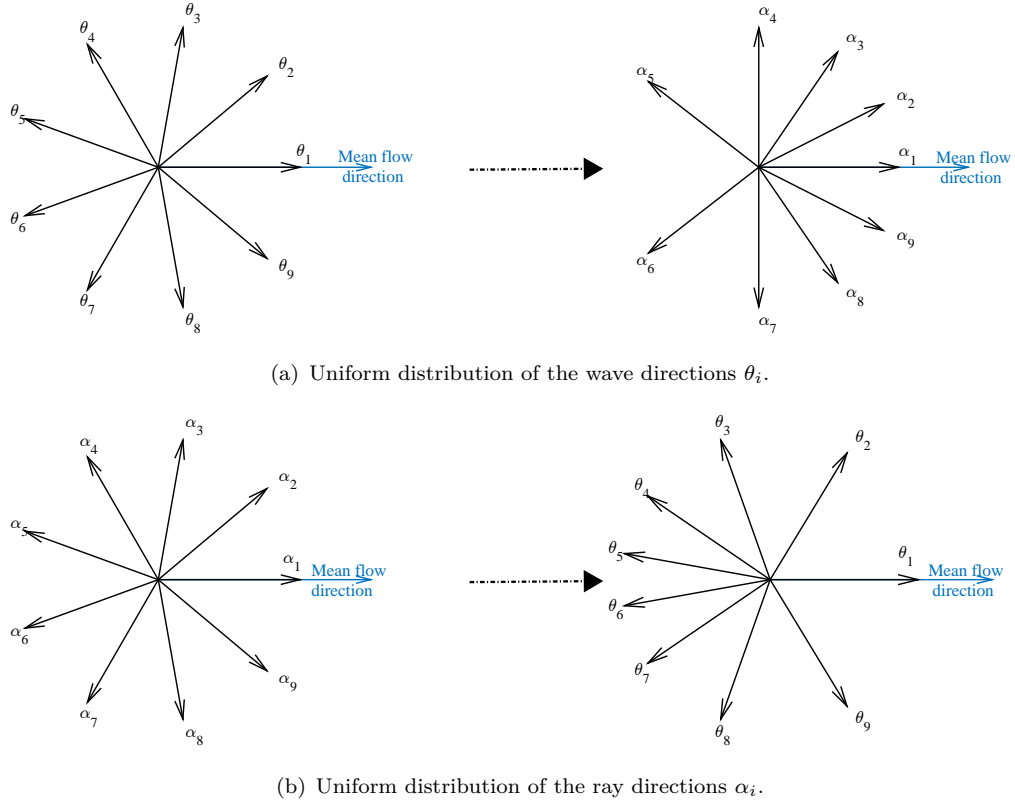 θ3
θ4
θ2
θ5
θ1
Mean flow
direction
θ6
θ9
θ7
θ8
α4
α3
α5
α2
α1
Mean flow
direction
α9
α6
α8
α7
(a) Uniform distribution of the wave directions θi.
α3
α4
α2
α5
α1
Mean flow
direction
α6
α9
α7
α8
θ3
θ2
θ4
θ5
θ1
Mean flow
direction
θ6
θ7
θ9
θ8
(b) Uniform distribution of the ray directions αi.